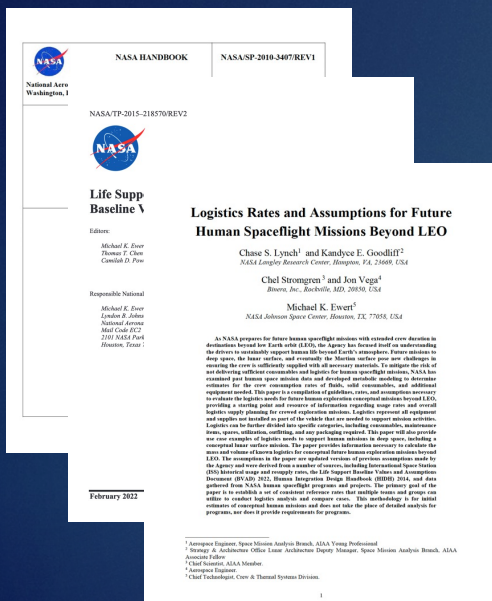 NASA HANDBOOK
NASA/SP-2010-3407/REV1
NASA
National Aero
Washington,
NASA/TP-2015–218570/REV2
NASA
Life Supp
Baseline V
Editors:
Michael K. Ewer
Thomas T. Chen
Camilah D. Pow
Responsible National
Michael K. Ewer
Lyndon B. Johns
National Aerona
Mail Code EC2
2101 NASA Park
Houston, Texas
February 2022
Logistics Rates and Assumptions for Future
Human Spaceflight Missions Beyond LEO
Chase S. Lynch1 and Kandyce E. Goodliff2
NASA Langley Research Center, Hampton, VA, 23669, USA
Chel Stromgren3 and Jon Vega4
Binera, Inc., Rockville, MD, 20850, USA
Michael K. Ewert5
NASA Johnson Space Center, Houston, TX, 77058, USA
As NASA prepares for future human spaceflight missions with extended crew duration in
destinations beyond low Earth orbit (LEO), the Agency has focused itself on understanding
the drivers to sustainably support human life beyond Earth's atmosphere. Future missions to
deep space, the lunar surface, and eventually the Martian surface pose new challenges in
ensuring the crew is sufficiently supplied with all necessary materials. To mitigate the risk of
not delivering sufficient consumables and logistics for human spaceflight missions, NASA has
examined past human space mission data and developed metabolic modeling to determine
estimates for the crew consumption rates of fluids, solid consumables, and additional
equipment needed. This paper is a compilation of guidelines, rates, and assumptions necessary
to evaluate the logistics needs for future human exploration conceptual missions beyond LEO,
providing a starting point and resource of information regarding usage rates and overall
logistics supply planning for crewed exploration missions. Logistics represent all equipment
and supplies not installed as part of the vehicle that are needed to support mission activities.
Logistics can be further divided into specific categories, including consumables, maintenance
items, spares, utilization, outfitting, and any packaging required. This paper will also provide
use case examples of logistics needs to support human missions in deep space, including a
conceptual lunar surface mission. The paper provides information necessary to calculate the
mass and volume of known logistics for conceptual future human exploration missions beyond
LEO. The assumptions in the paper are updated versions of previous assumptions made by
the Agency and were derived from a number of sources, including International Space Station
(ISS) historical usage and resupply rates, the Life Support Baseline Values and Assumptions
Document (BVAD) 2022, Human Integration Design Handbook (HIDH) 2014, and data
gathered from NASA human spaceflight programs and projects. The primary goal of the
paper is to establish a set of consistent reference rates that multiple teams and groups can
utilize to conduct logistics analysis and compare cases. This methodology is for initial
estimates of conceptual human missions and does not take the place of detailed analysis for
programs, nor does it provide requirements for programs.
1 Aerospace Engineer, Space Mission Analysis Branch, AIAA Young Professional
2 Strategy & Architecture Office Lunar Architecture Deputy Manager, Space Mission Analysis Branch, AIAA
Associate Fellow
3 Chief Scientist, AIAA Member.
4 Aerospace Engineer.
5 Chief Technologist, Crew & Thermal Systems Division.
1